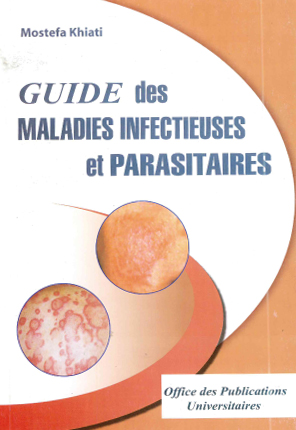 Mostefa Khiati
GUIDE des
MALADIES INFECTIEUSES
et PARASITAIRES
Office des Publications
Universitaires